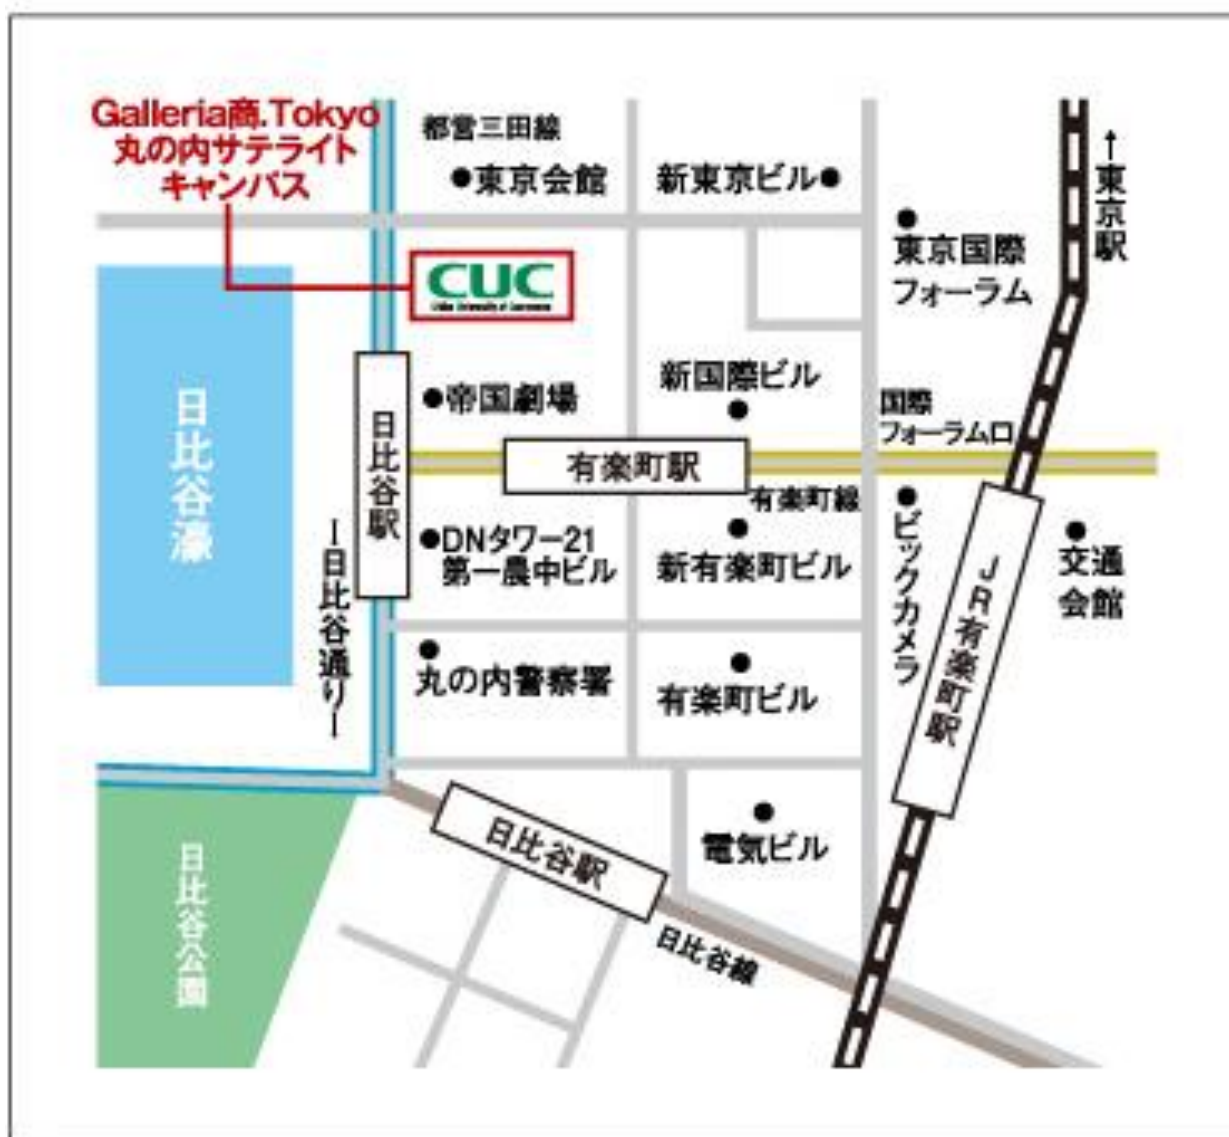 Galleria商.Tokyo
丸の内サテライト
キャンパス
都営三田線
●東京会館
新東京ビル●
←東京駅
東京国際
フォーラム
CUC
日比谷濠
日比谷駅
●帝国劇場
新国際ビル
国際
フォーラム口
有楽町駅
有楽町線
ー日比谷通りー
●DNタワー21
第一農中ビル
新有楽町ビル
ビックカメラ
JR有楽町駅
交通
会館
丸の内警察署
有楽町ビル
日比谷駅
電気ビル
日比谷線
日比谷公園